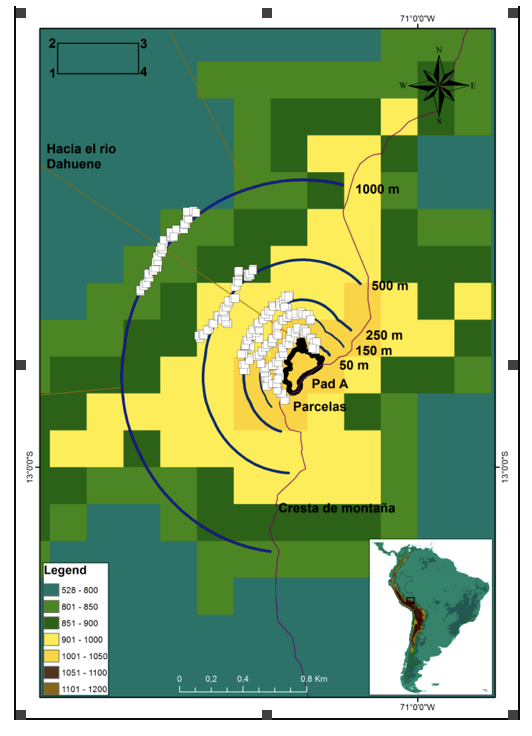 71°0'0"W
2 3
1 4
N
W E
S
Hacia el rio
Dahuene
1000 m
500 m
250 m
150 m
50 m
Pad A
Parcelas
13°0'0"S 13°0'0"S
Cresta de montaña
Legend
528 - 800
801 - 850
851 - 900
901 - 1000
1001 - 1050
1051 - 1100
1101 - 1200
0 0,2 0,4 0,8 Km
71°0'0"W